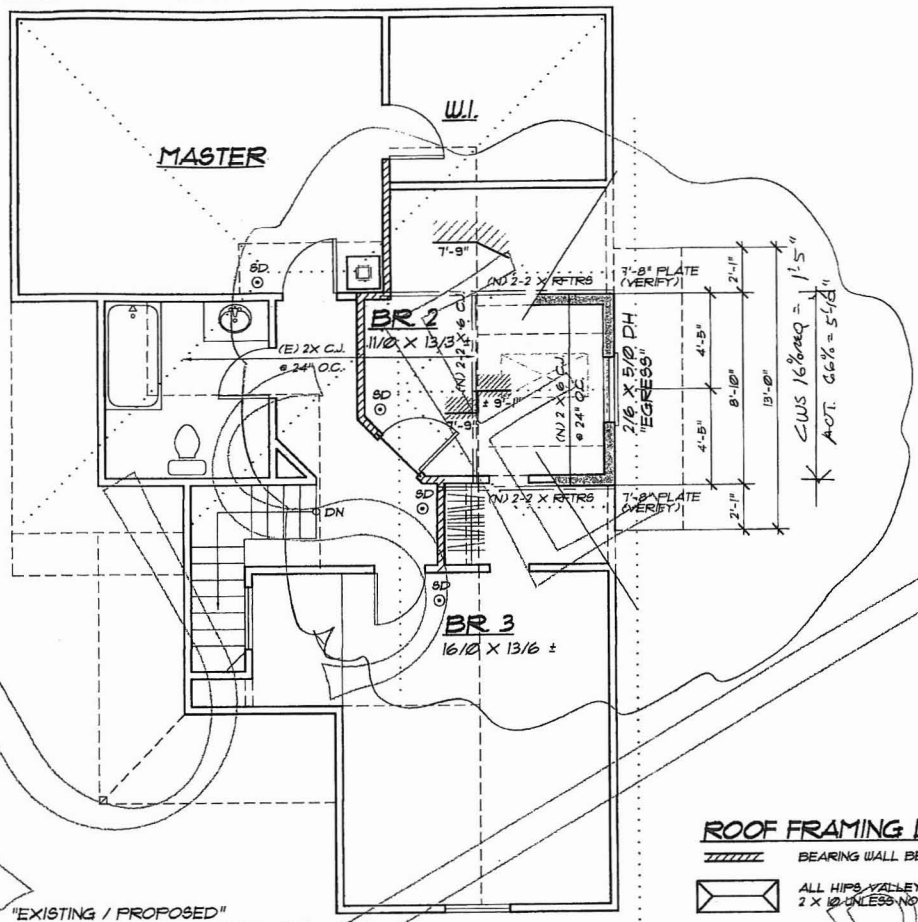 W.I.
MASTER
SD
7'-9"
(N) 2-2 X RFTRS
7'-8" PLATE
(VERIFY)
2'-1"
BR 2
11/0 X 13/3 ±
(E) 2X C.J.
@ 24" O.C.
(N) 2-2 X 6 C.J.
SD
± 9'-1"
7'-9"
(N) 2 X 6 C.J.
@ 24" O.C.
2/6 X 5/0 D.H.
"EGRESS"
4'-5"
4'-5"
8'-10"
13'-0"
CWS 16% REQ = 1'5"
ACT. 66% = 5'10"
SD
(N) 2-2 X RFTRS
7'-8" PLATE
(VERIFY)
2'-1"
DN
SD
BR 3
16/0 X 13/6 ±
ROOF FRAMING
BEARING WALL BE
ALL HIPS, VALLEY
2 X 10 UNLESS NO
"EXISTING / PROPOSED"